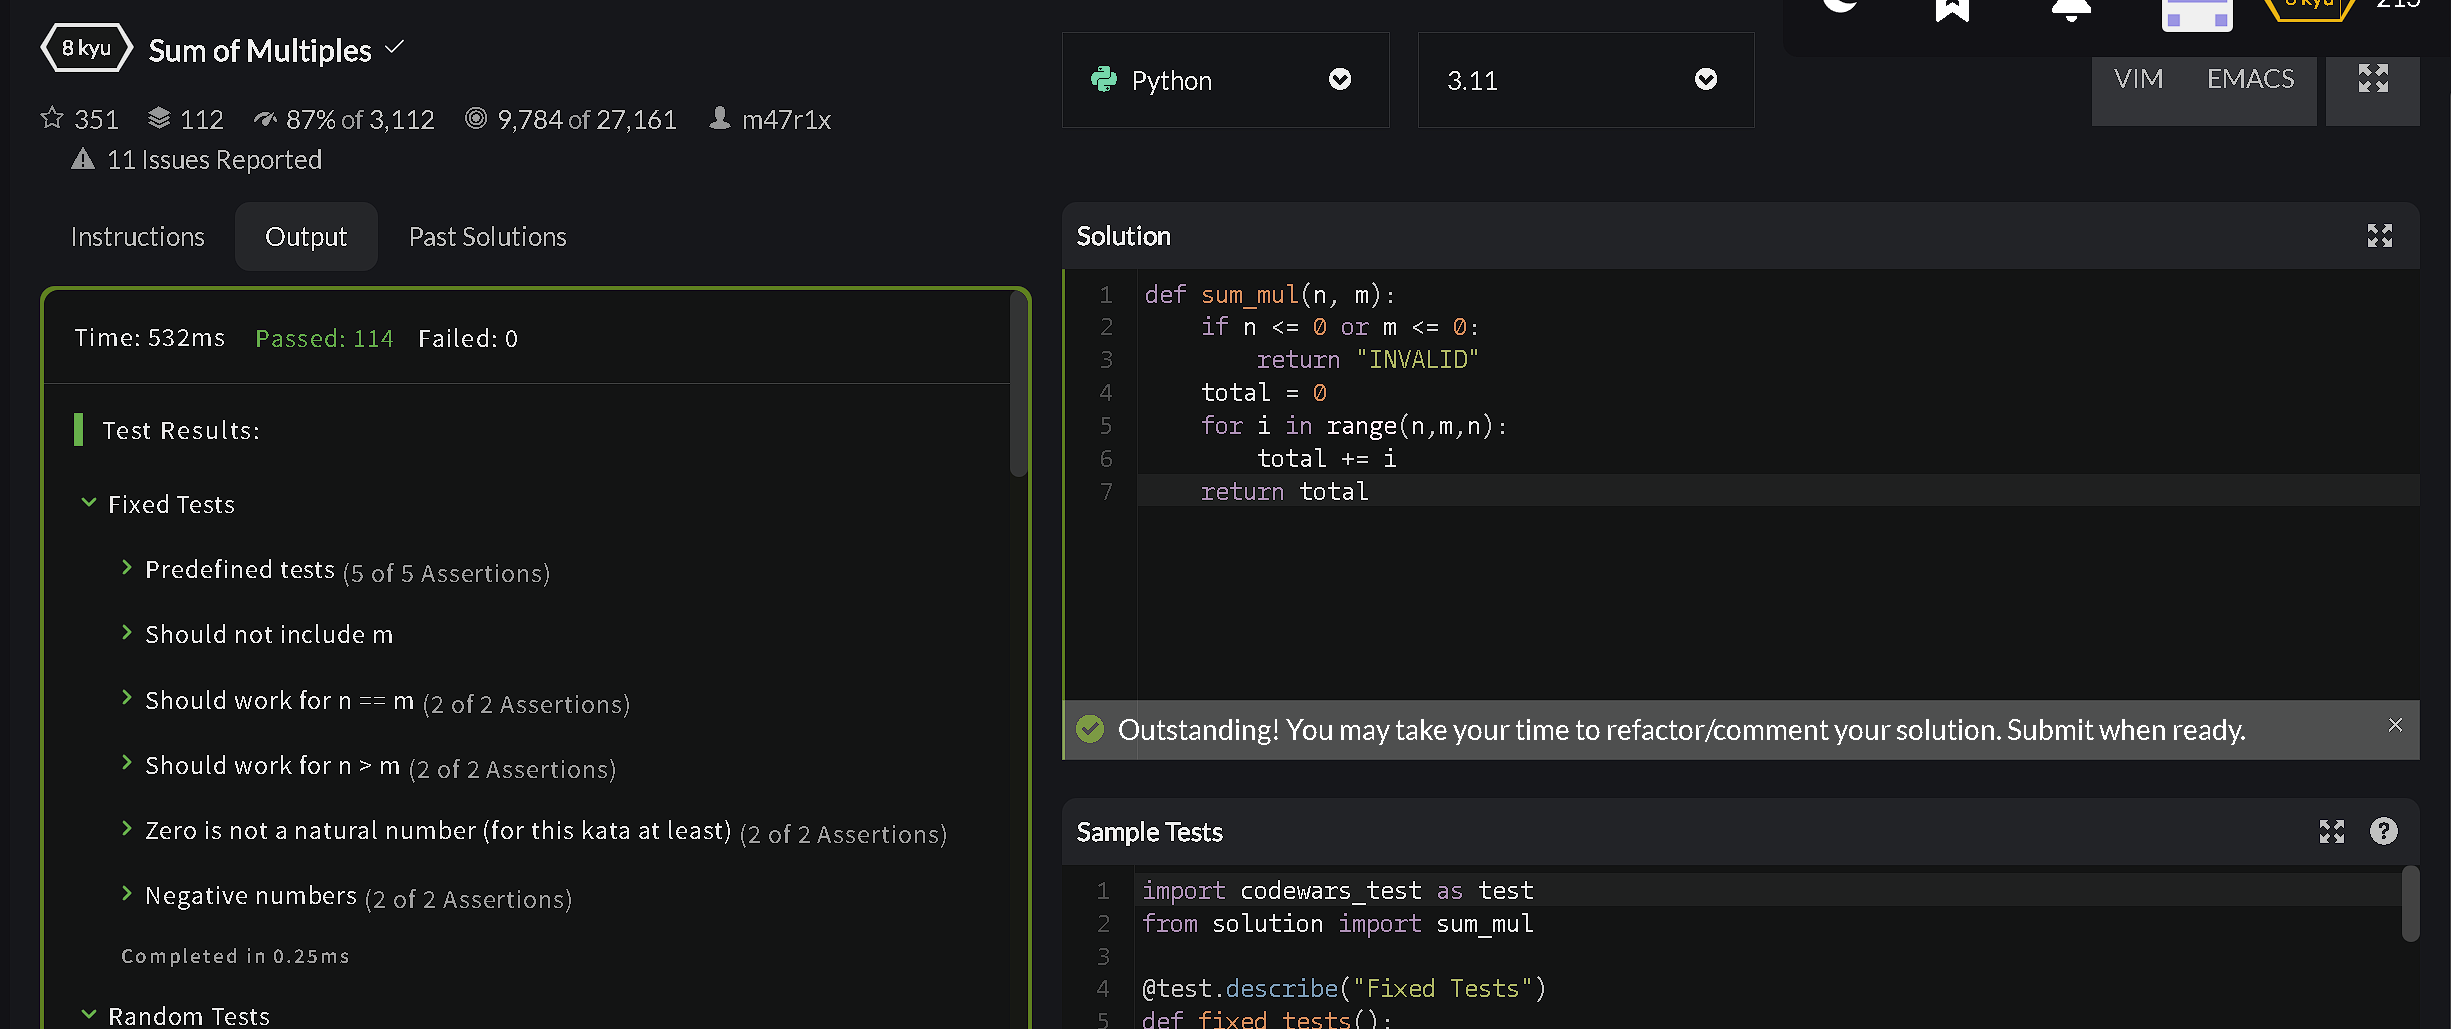 8 kyu
Sum of Multiples
351 112 87% of 3,112 9,784 of 27,161 m47r1x
11 Issues Reported
Instructions Output Past Solutions
Time: 532ms Passed: 114 Failed: 0
Test Results:
Fixed Tests
Predefined tests (5 of 5 Assertions)
Should not include m
Should work for n == m (2 of 2 Assertions)
Should work for n > m (2 of 2 Assertions)
Zero is not a natural number (for this kata at least) (2 of 2 Assertions)
Negative numbers (2 of 2 Assertions)
Completed in 0.25ms
Random Tests
8 kyu
Python 3.11 VIM EMACS
Solution
1 def sum_mul(n, m):
2     if n <= 0 or m <= 0:
3         return "INVALID"
4     total = 0
5     for i in range(n,m,n):
6         total += i
7     return total
Outstanding! You may take your time to refactor/comment your solution. Submit when ready.
Sample Tests
1 import codewars_test as test
2 from solution import sum_mul
3
4 @test.describe("Fixed Tests")
5 def fixed_tests():